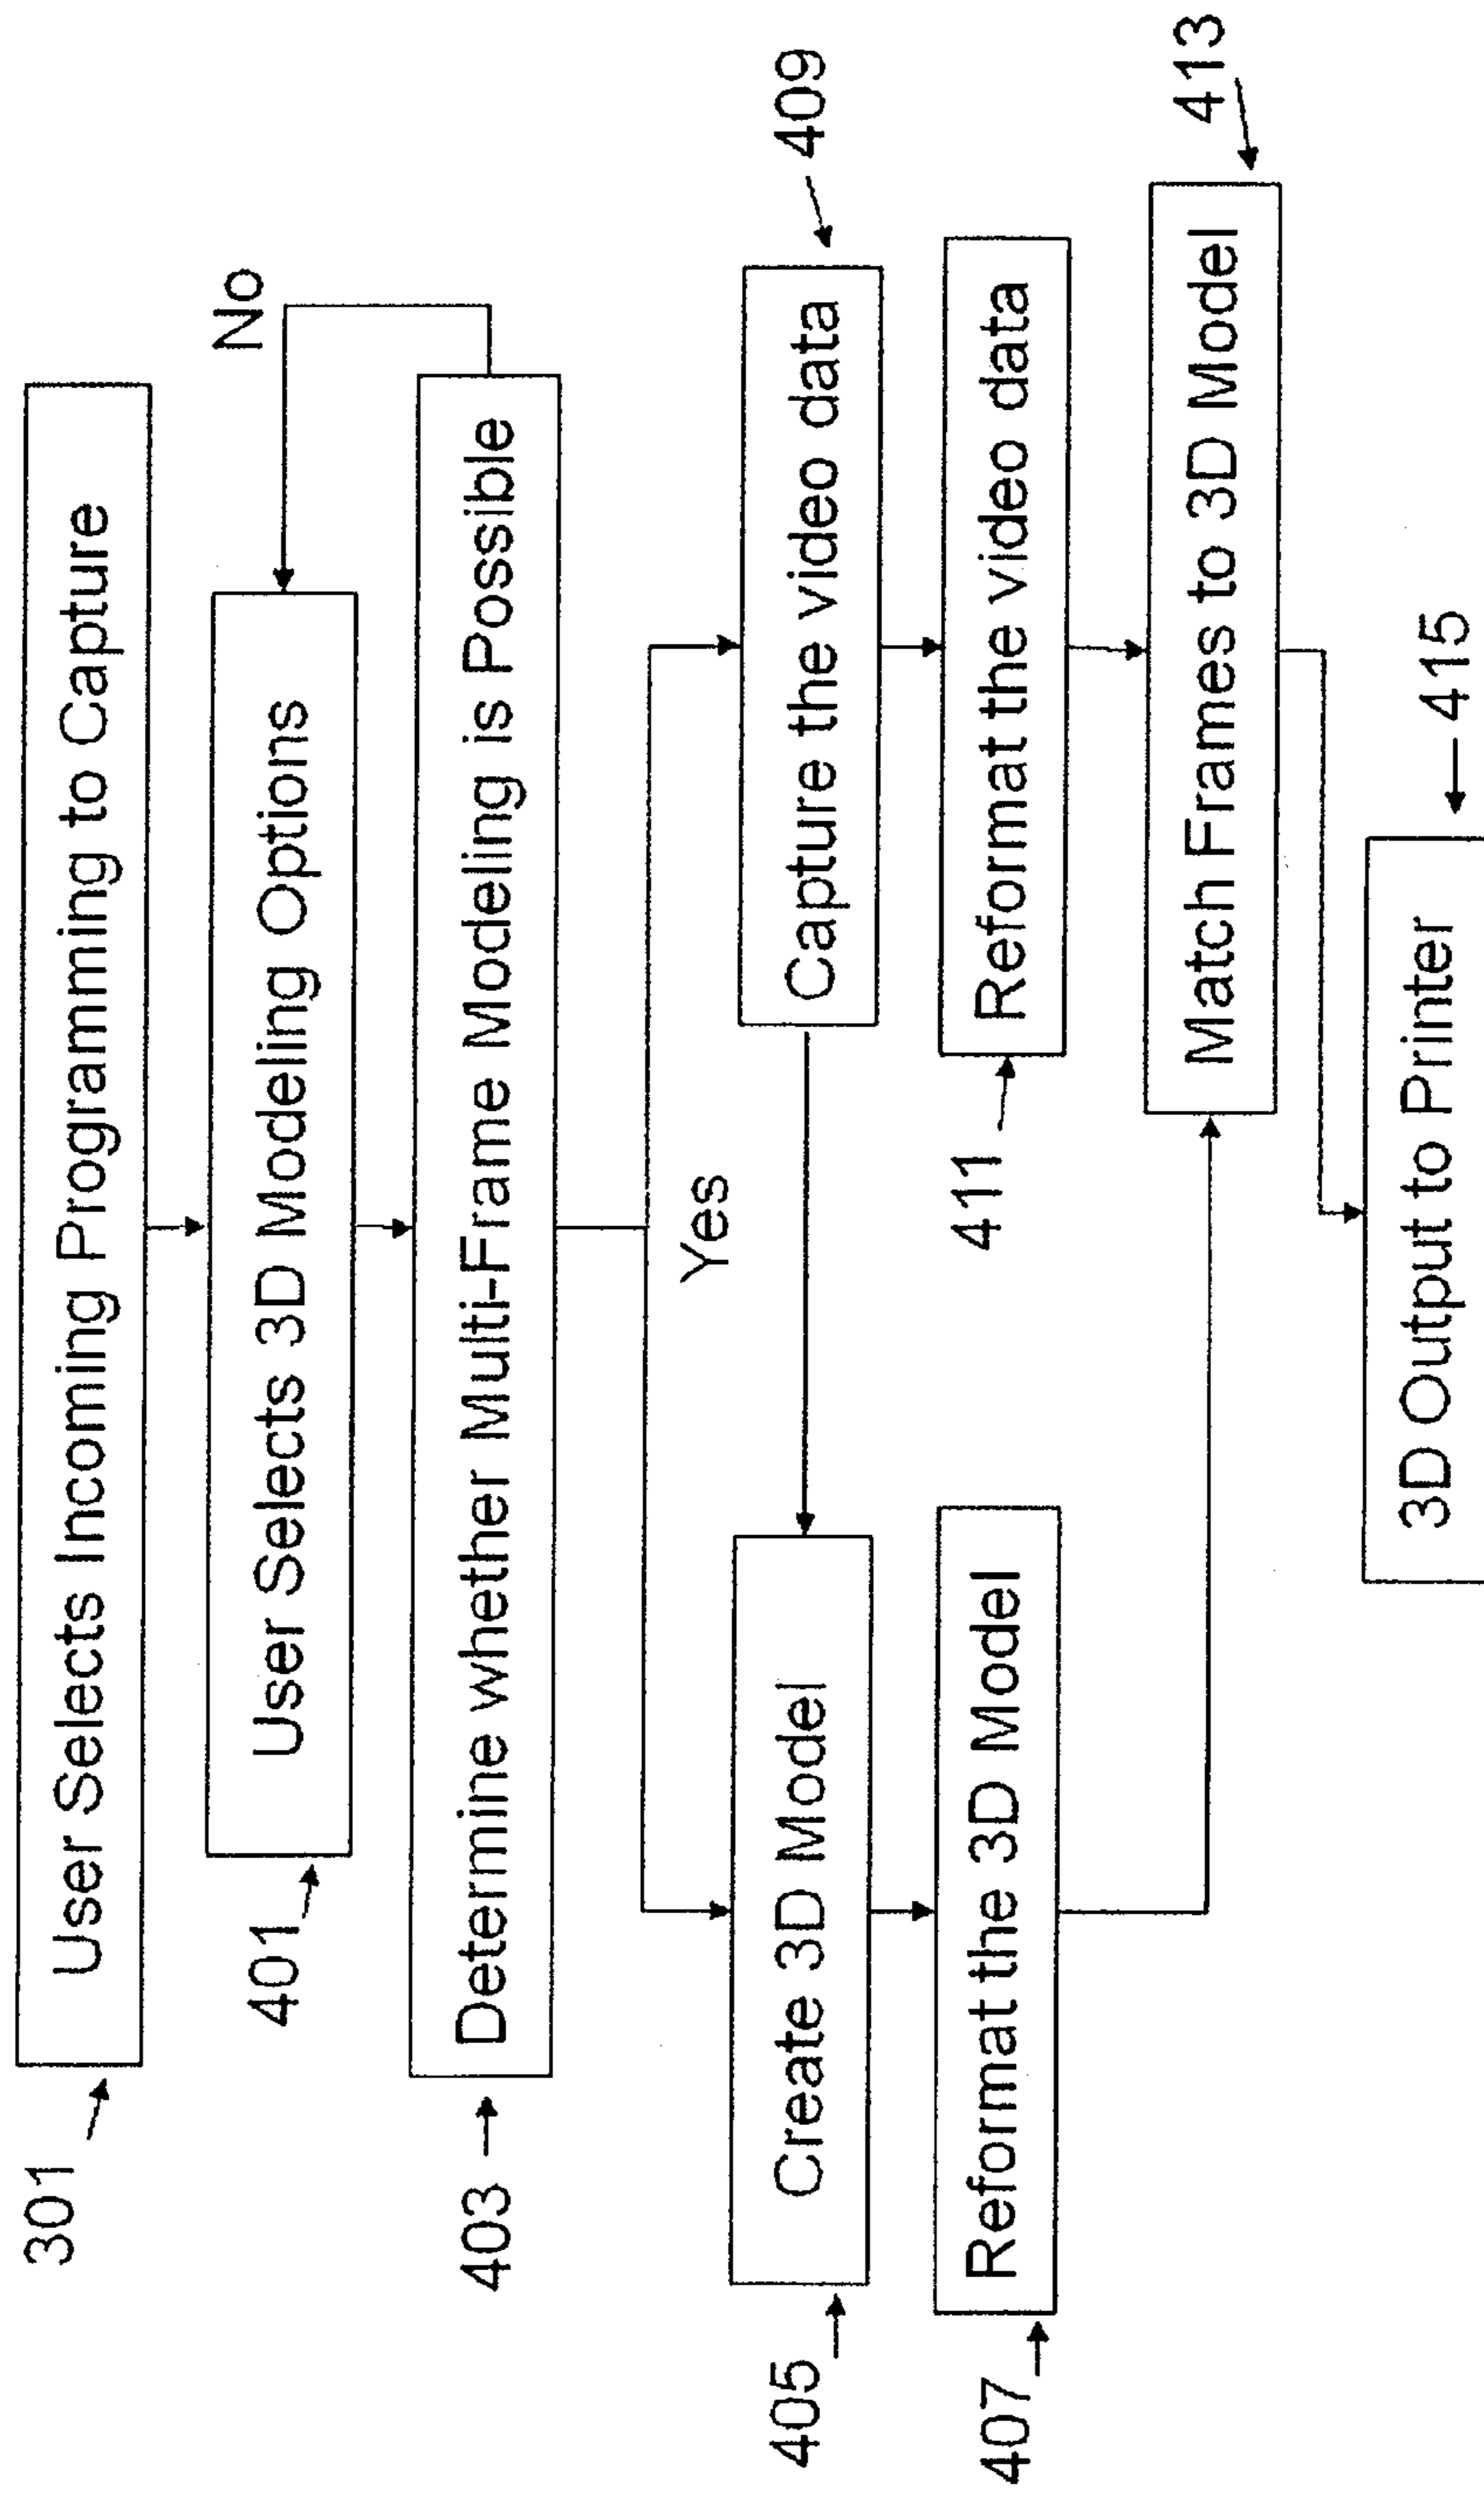 301
User Selects Incoming Programming to Capture
401
User Selects 3D Modeling Options
No
403
Determine whether Multi-Frame Modeling is Possible
Yes
405
Create 3D Model
Capture the video data
409
407
Reformat the 3D Model
411
Reformat the video data
Match Frames to 3D Model
413
3D Output to Printer
415